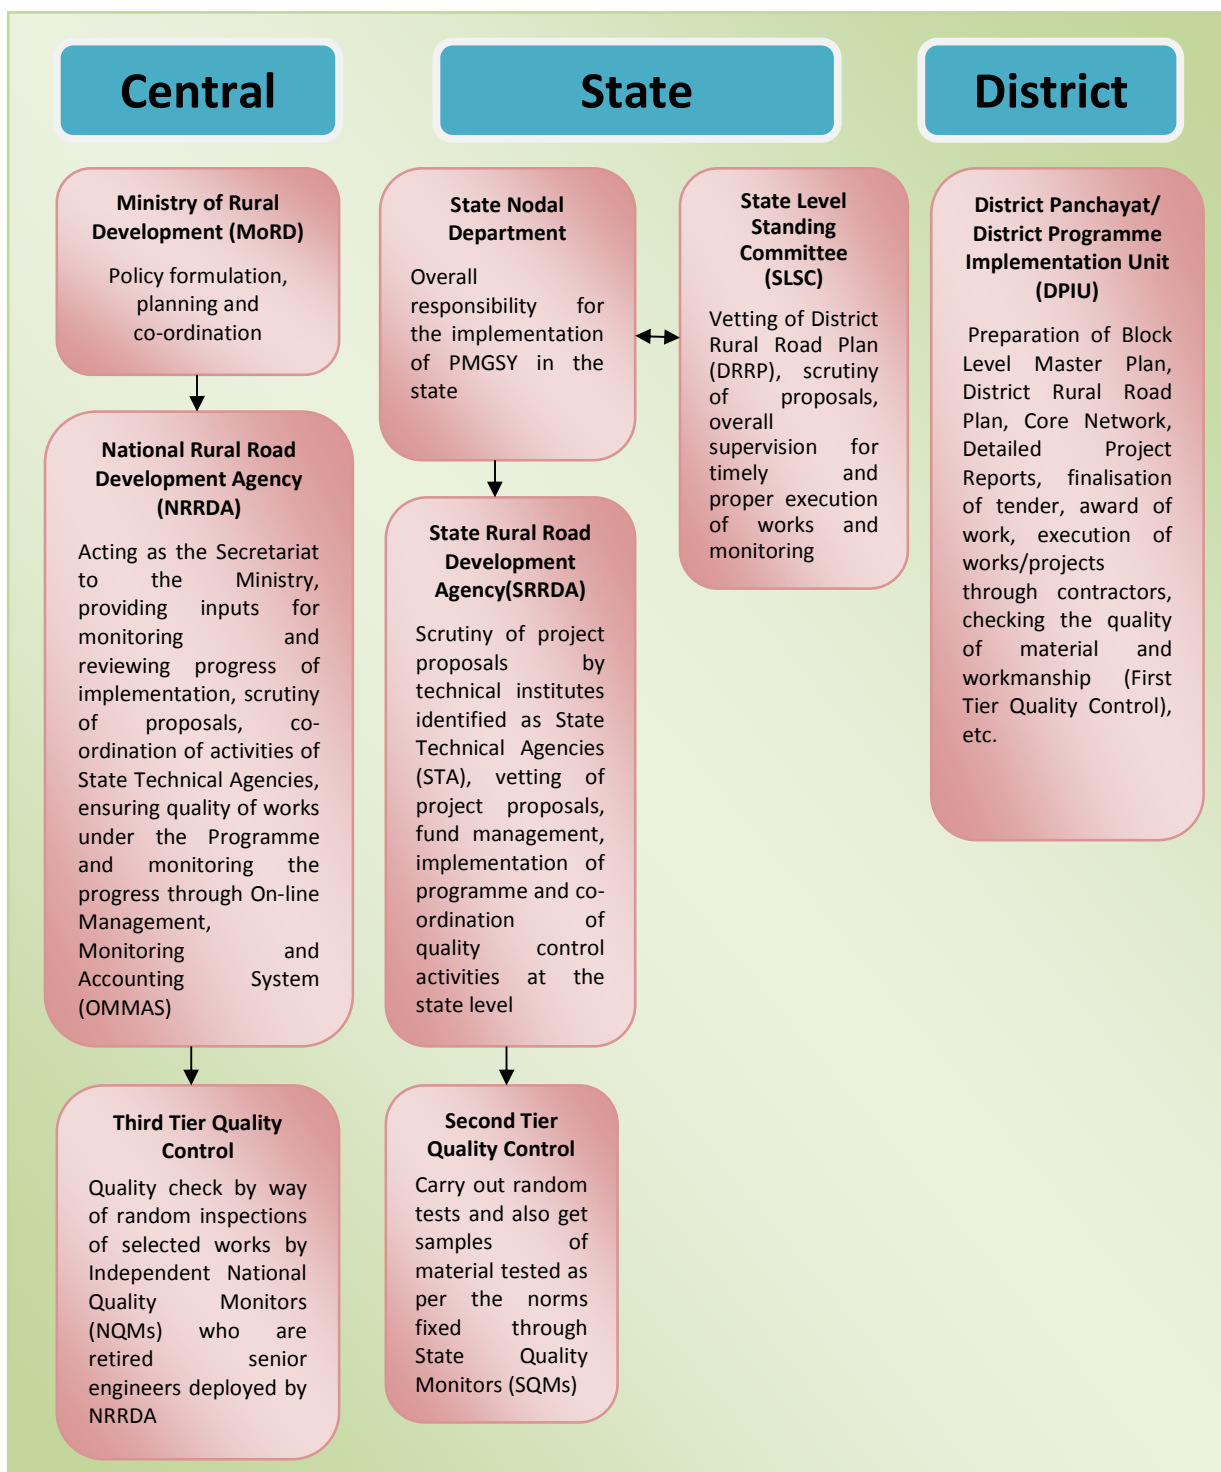 Central
State
District
Ministry of Rural
Development (MoRD)
Policy formulation,
planning and
co-ordination
National Rural Road
Development Agency
(NRRDA)
Acting as the Secretariat
to the Ministry,
providing inputs for
monitoring and
reviewing progress of
implementation, scrutiny
of proposals, co-
ordination of activities of
State Technical Agencies,
ensuring quality of works
under the Programme
and monitoring the
progress through On-line
Management,
Monitoring and
Accounting System
(OMMAS)
Third Tier Quality
Control
Quality check by way
of random inspections
of selected works by
Independent National
Quality Monitors
(NQMs) who are
retired senior
engineers deployed by
NRRDA
State Nodal
Department
Overall
responsibility for
the implementation
of PMGSY in the
state
State Rural Road
Development
Agency(SRRDA)
Scrutiny of project
proposals by
technical institutes
identified as State
Technical Agencies
(STA), vetting of
project proposals,
fund management,
implementation of
programme and co-
ordination of
quality control
activities at the
state level
Second Tier
Quality Control
Carry out random
tests and also get
samples of
material tested as
per the norms
fixed through
State Quality
Monitors (SQMs)
State Level
Standing
Committee
(SLSC)
Vetting of District
Rural Road Plan
(DRRP), scrutiny
of proposals,
overall
supervision for
timely and
proper execution
of works and
monitoring
District Panchayat/
District Programme
Implementation Unit
(DPIU)
Preparation of Block
Level Master Plan,
District Rural Road
Plan, Core Network,
Detailed Project
Reports, finalisation
of tender, award of
work, execution of
works/projects
through contractors,
checking the quality
of material and
workmanship (First
Tier Quality Control),
etc.